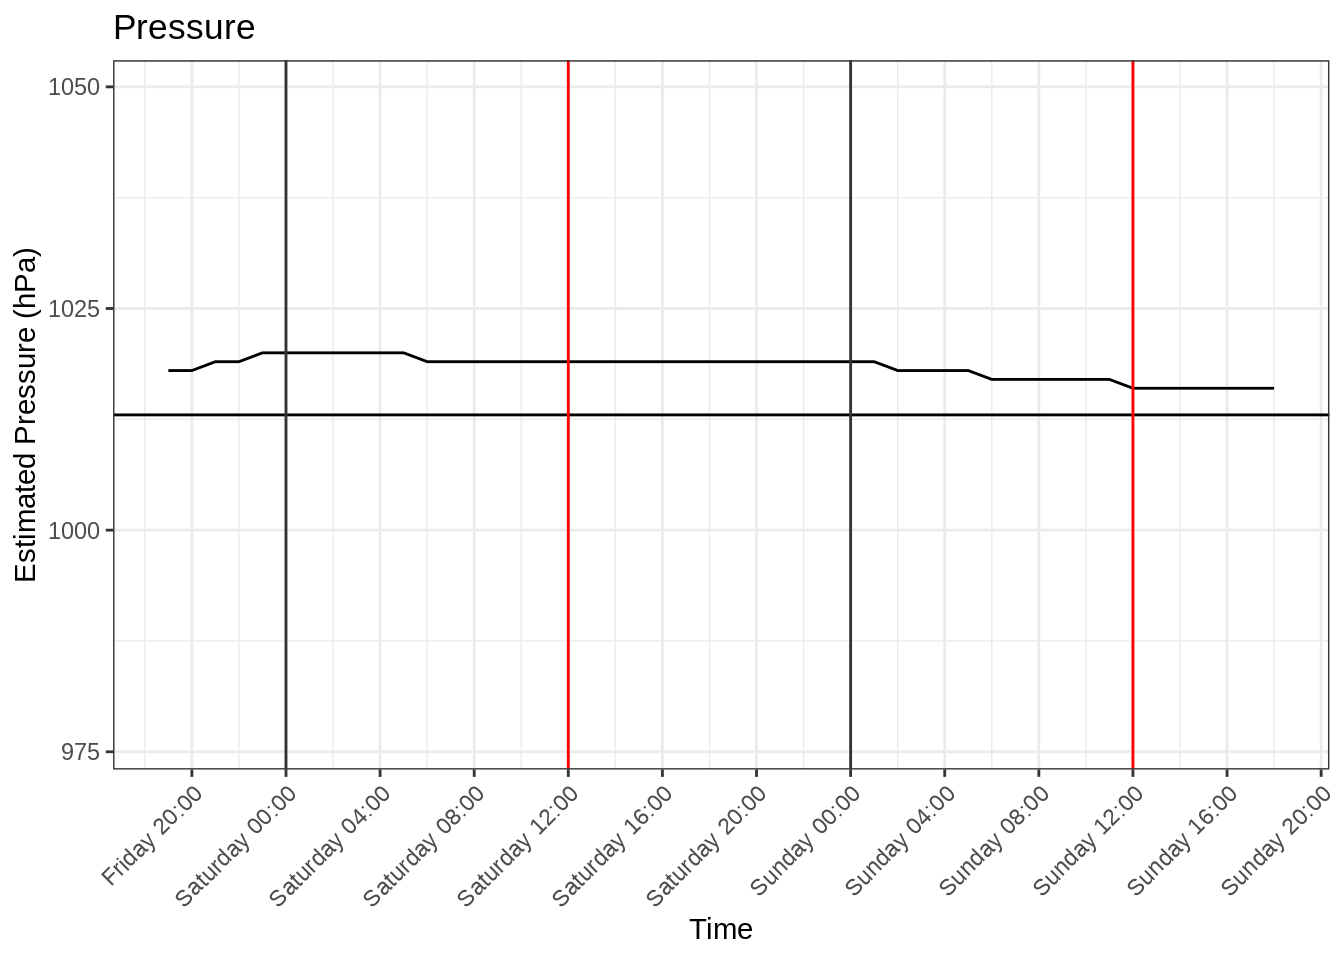 Pressure
Estimated Pressure (hPa)
1050
1025
1000
975
Friday 20:00
Saturday 00:00
Saturday 04:00
Saturday 08:00
Saturday 12:00
Saturday 16:00
Saturday 20:00
Sunday 00:00
Sunday 04:00
Sunday 08:00
Sunday 12:00
Sunday 16:00
Sunday 20:00
Time